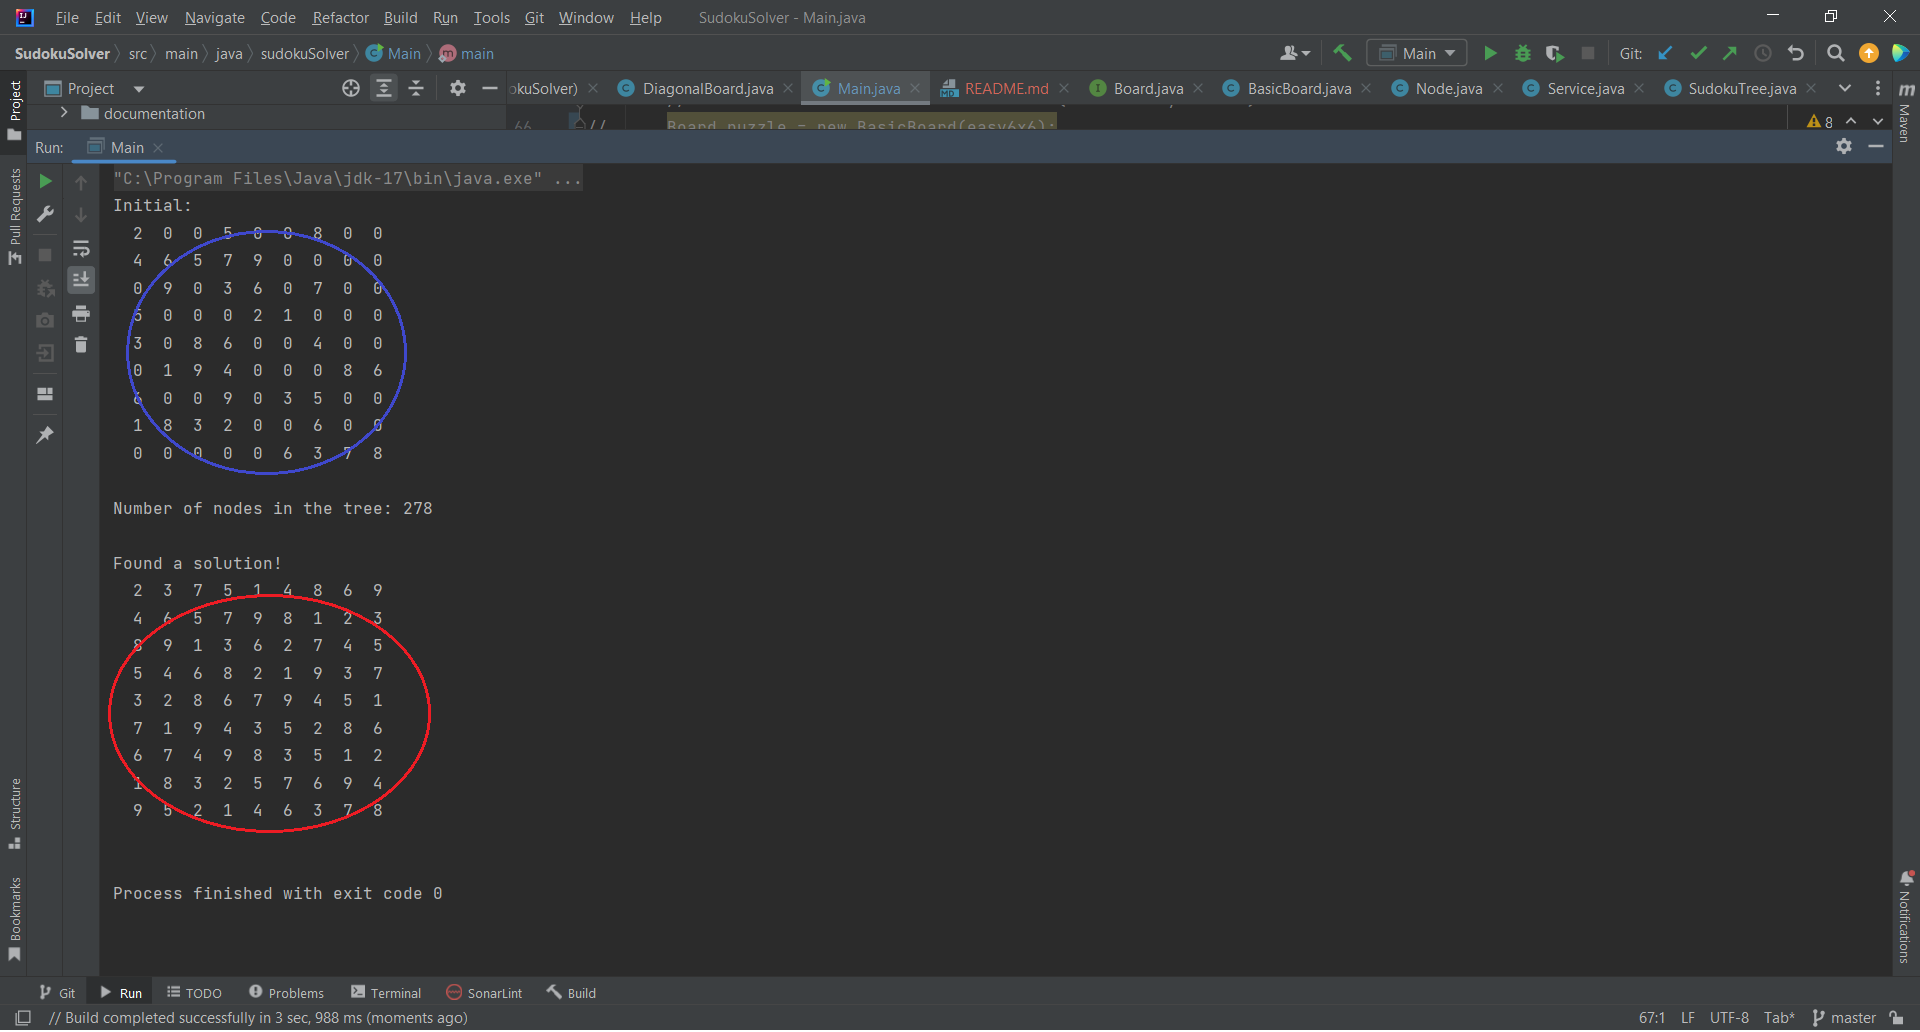 File Edit View Navigate Code Refactor Build Run Tools Git Window Help SudokuSolver - Main.java
SudokuSolver src main java sudokuSolver Main main Main Git:
Project okuSolver) DiagonalBoard.java Main.java README.md Board.java BasicBoard.java Node.java Service.java SudokuTree.java
documentation
66 // Board puzzle = new BasicBoard(easy6x6); 8
Run: Main
"C:\Program Files\Java\jdk-17\bin\java.exe" ...
Initial:
2 0 0 5 0 0 8 0 0
4 6 5 7 9 0 0 0 0
0 9 0 3 6 0 7 0 0
5 0 0 0 2 1 0 0 0
3 0 8 6 0 0 4 0 0
0 1 9 4 0 0 0 8 6
6 0 0 9 0 3 5 0 0
1 8 3 2 0 0 6 0 0
0 0 0 0 0 6 3 7 8
Number of nodes in the tree: 278
Found a solution!
2 3 7 5 1 4 8 6 9
4 6 5 7 9 8 1 2 3
8 9 1 3 6 2 7 4 5
5 4 6 8 2 1 9 3 7
3 2 8 6 7 9 4 5 1
7 1 9 4 3 5 2 8 6
6 7 4 9 8 3 5 1 2
1 8 3 2 5 7 6 9 4
9 5 2 1 4 6 3 7 8
Process finished with exit code 0
Project
Pull Requests
Structure
Bookmarks
Maven
Notifications
Git Run TODO Problems Terminal SonarLint Build
// Build completed successfully in 3 sec, 988 ms (moments ago) 67:1 LF UTF-8 Tab* master